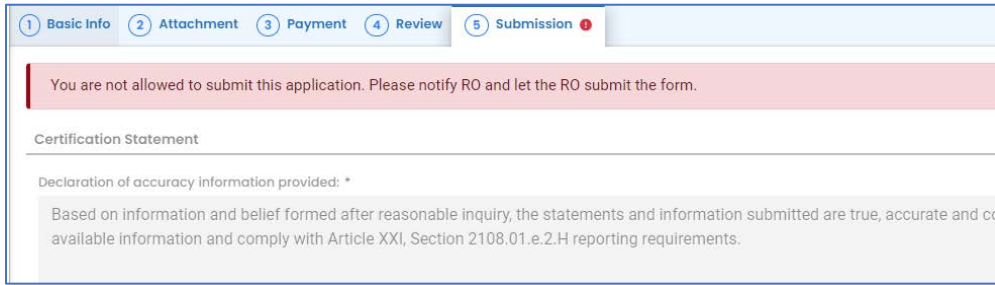 1 Basic Info 2 Attachment 3 Payment 4 Review 5 Submission !
You are not allowed to submit this application. Please notify RO and let the RO submit the form.
Certification Statement
Declaration of accuracy information provided: *
Based on information and belief formed after reasonable inquiry, the statements and information submitted are true, accurate and
available information and comply with Article XXI, Section 2108.01.e.2.H reporting requirements.